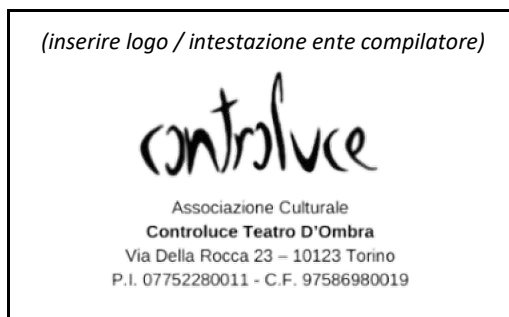 (inserire logo / intestazione ente compilatore)
controluce
Associazione Culturale
Controluce Teatro D'Ombra
Via Della Rocca 23 – 10123 Torino
P.I. 07752280011 - C.F. 97586980019